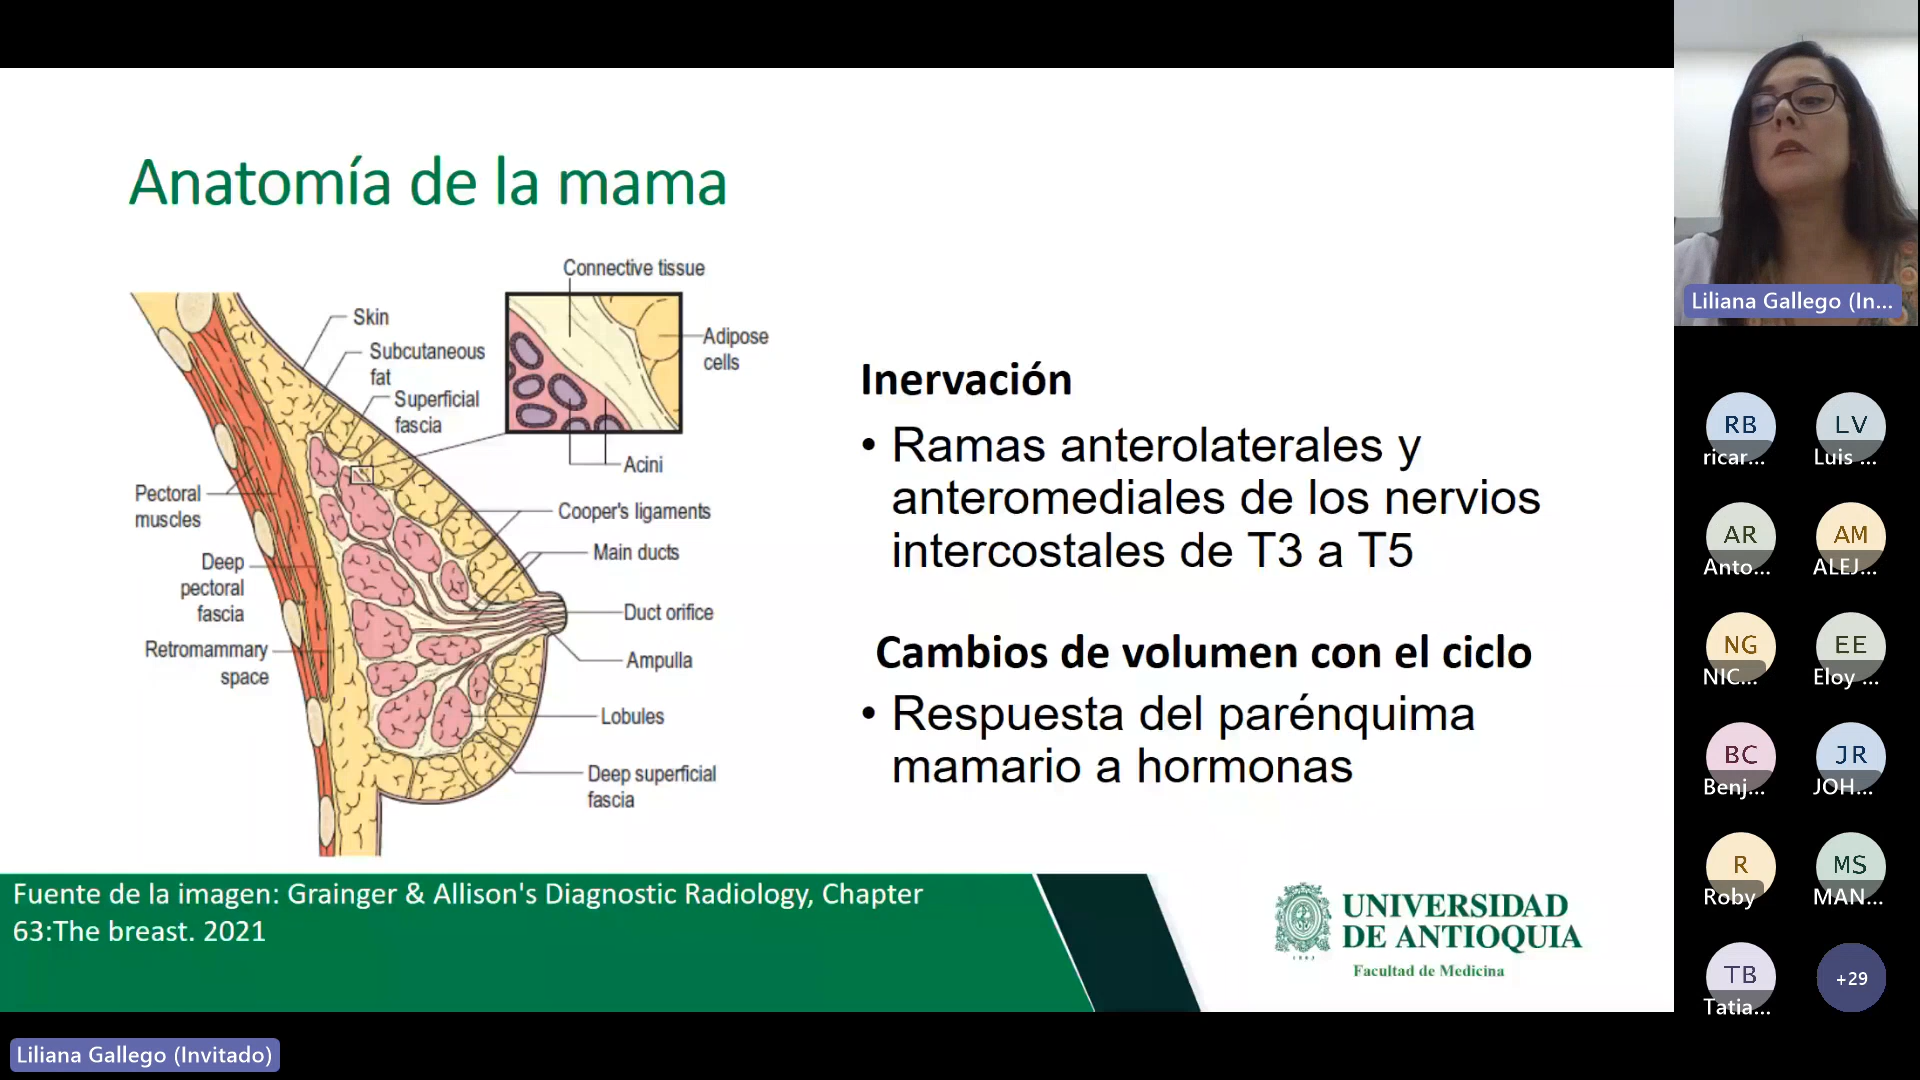 Anatomía de la mama
Connective tissue
Skin
Adipose
cells
Subcutaneous
fat
Superficial
fascia
Acini
Pectoral
muscles
Cooper's ligaments
Main ducts
Deep
pectoral
fascia
Duct orifice
Retromammary
space
Ampulla
Lobules
Deep superficial
fascia
Inervación
• Ramas anterolaterales y
anteromediales de los nervios
intercostales de T3 a T5
Cambios de volumen con el ciclo
• Respuesta del parénquima
mamario a hormonas
Fuente de la imagen: Grainger & Allison's Diagnostic Radiology, Chapter
63:The breast. 2021
UNIVERSIDAD
DE ANTIOQUIA
1803
Facultad de Medicina
Liliana Gallego (Invitado)
Liliana Gallego (In...
RB
ricar...
LV
Luis ...
AR
Anto...
AM
ALEJ...
NG
NIC...
EE
Eloy ...
BC
Benj...
JR
JOH...
R
Roby
MS
MAN...
TB
Tatia...
+29